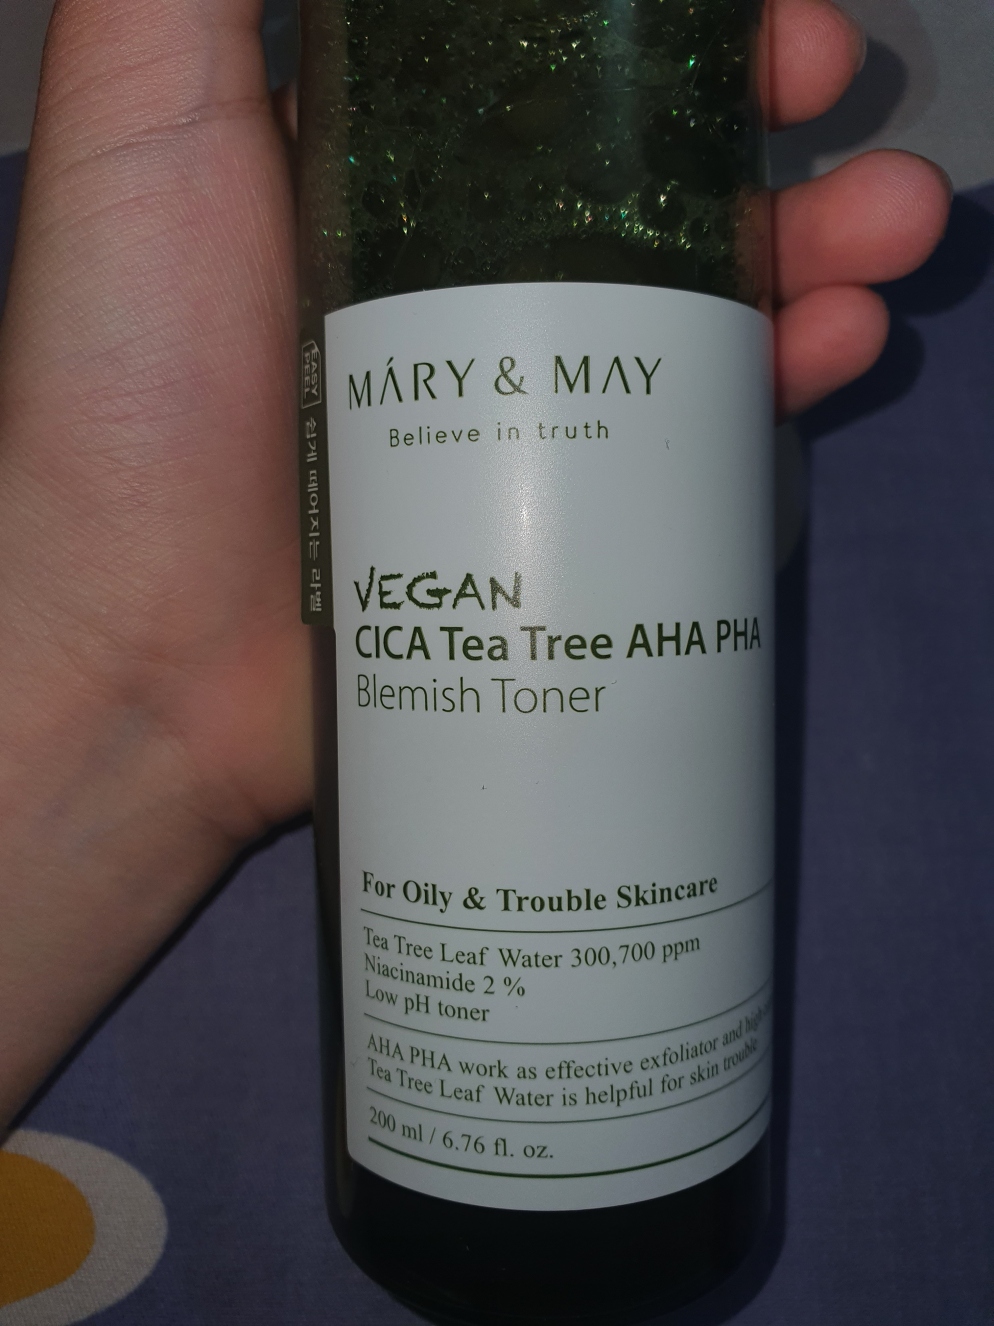 MÁRY & MAY
Believe in truth
EASY
PEEL
쉽게 떼어지는 라벨
VEGAN
CICA Tea Tree AHA PHA
Blemish Toner
For Oily & Trouble Skincare
Tea Tree Leaf Water 300,700 ppm
Niacinamide 2 %
Low pH toner
AHA PHA work as effective exfoliator and
Tea Tree Leaf Water is helpful for skin trouble
200 ml / 6.76 fl. oz.